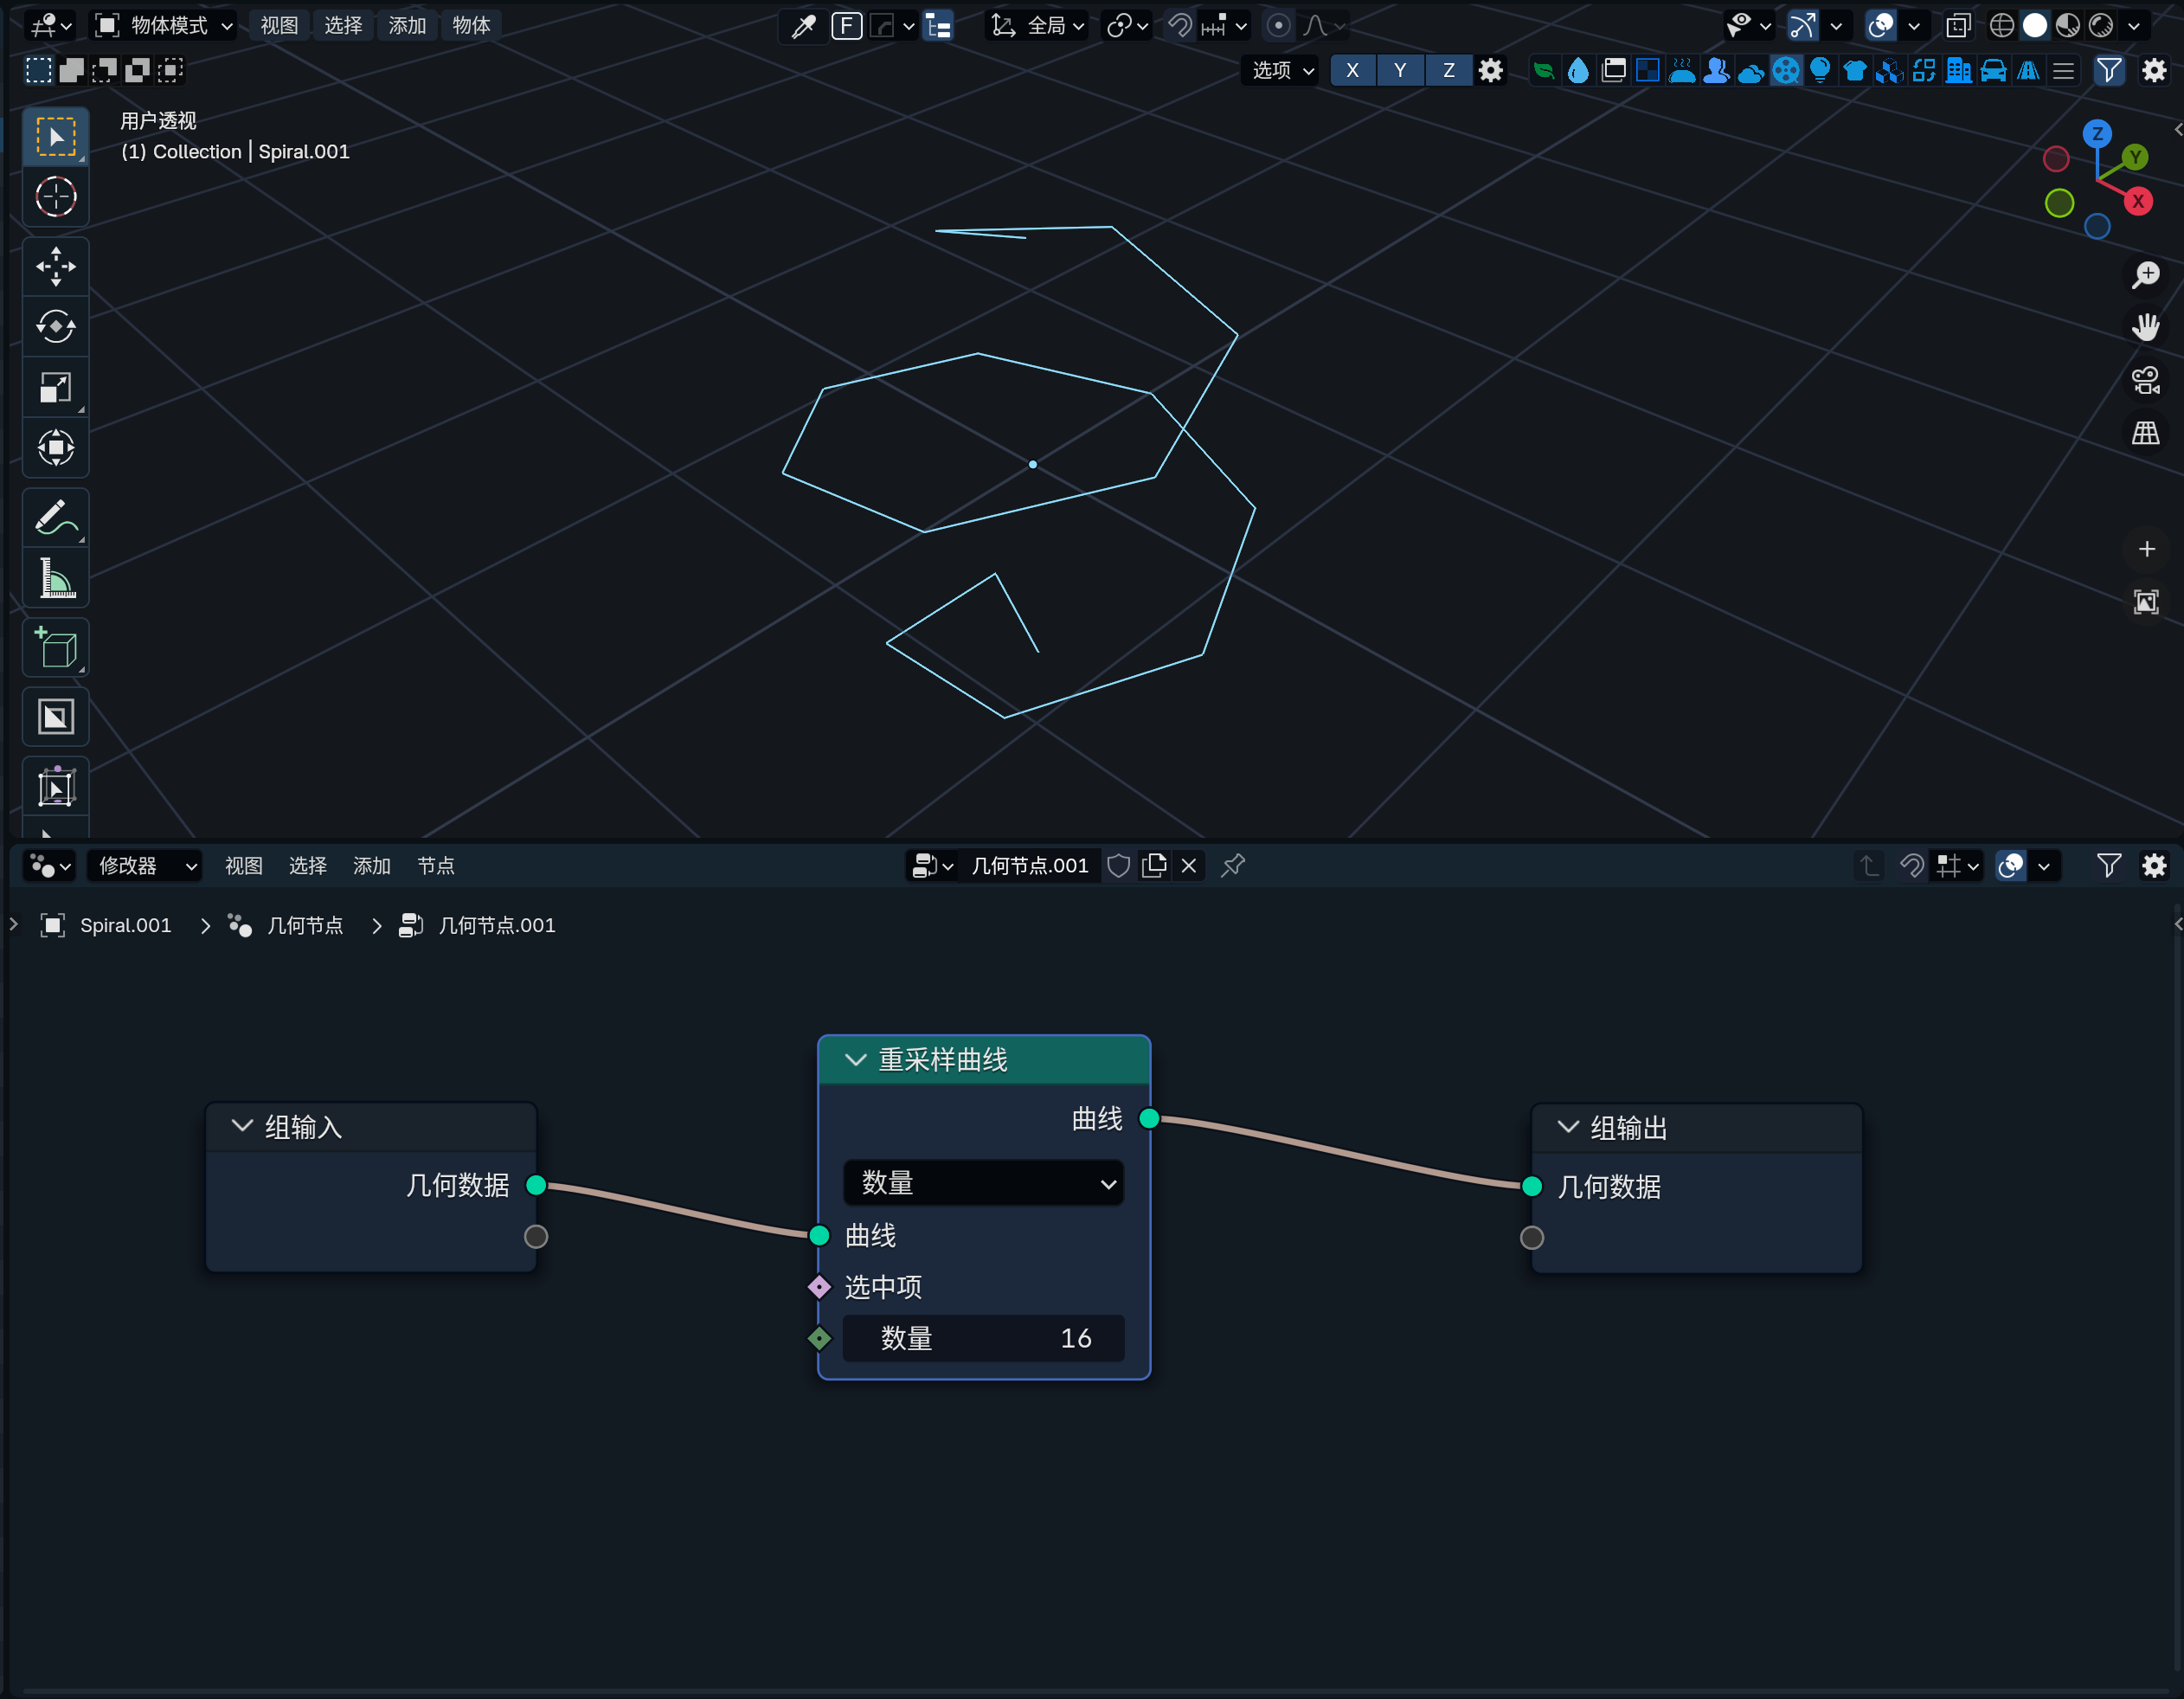 物体模式 视图 选择 添加 物体 F 全局
选项 X Y Z
用户透视
(1) Collection | Spiral.001
Z
Y
X
修改器 视图 选择 添加 节点 几何节点.001
Spiral.001 > 几何节点 > 几何节点.001
重采样曲线
曲线
数量
曲线
选中项
数量 16
组输入
几何数据
组输出
几何数据